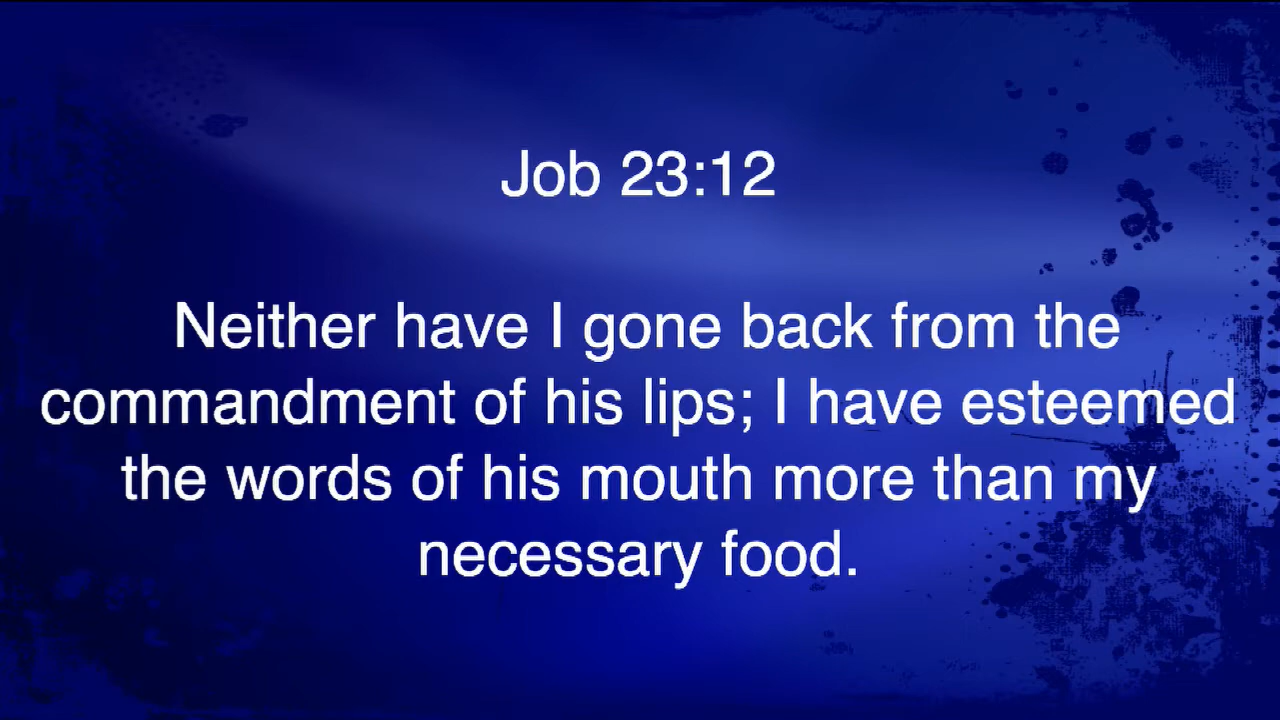 Job 23:12
Neither have I gone back from the
commandment of his lips; I have esteemed
the words of his mouth more than my
necessary food.